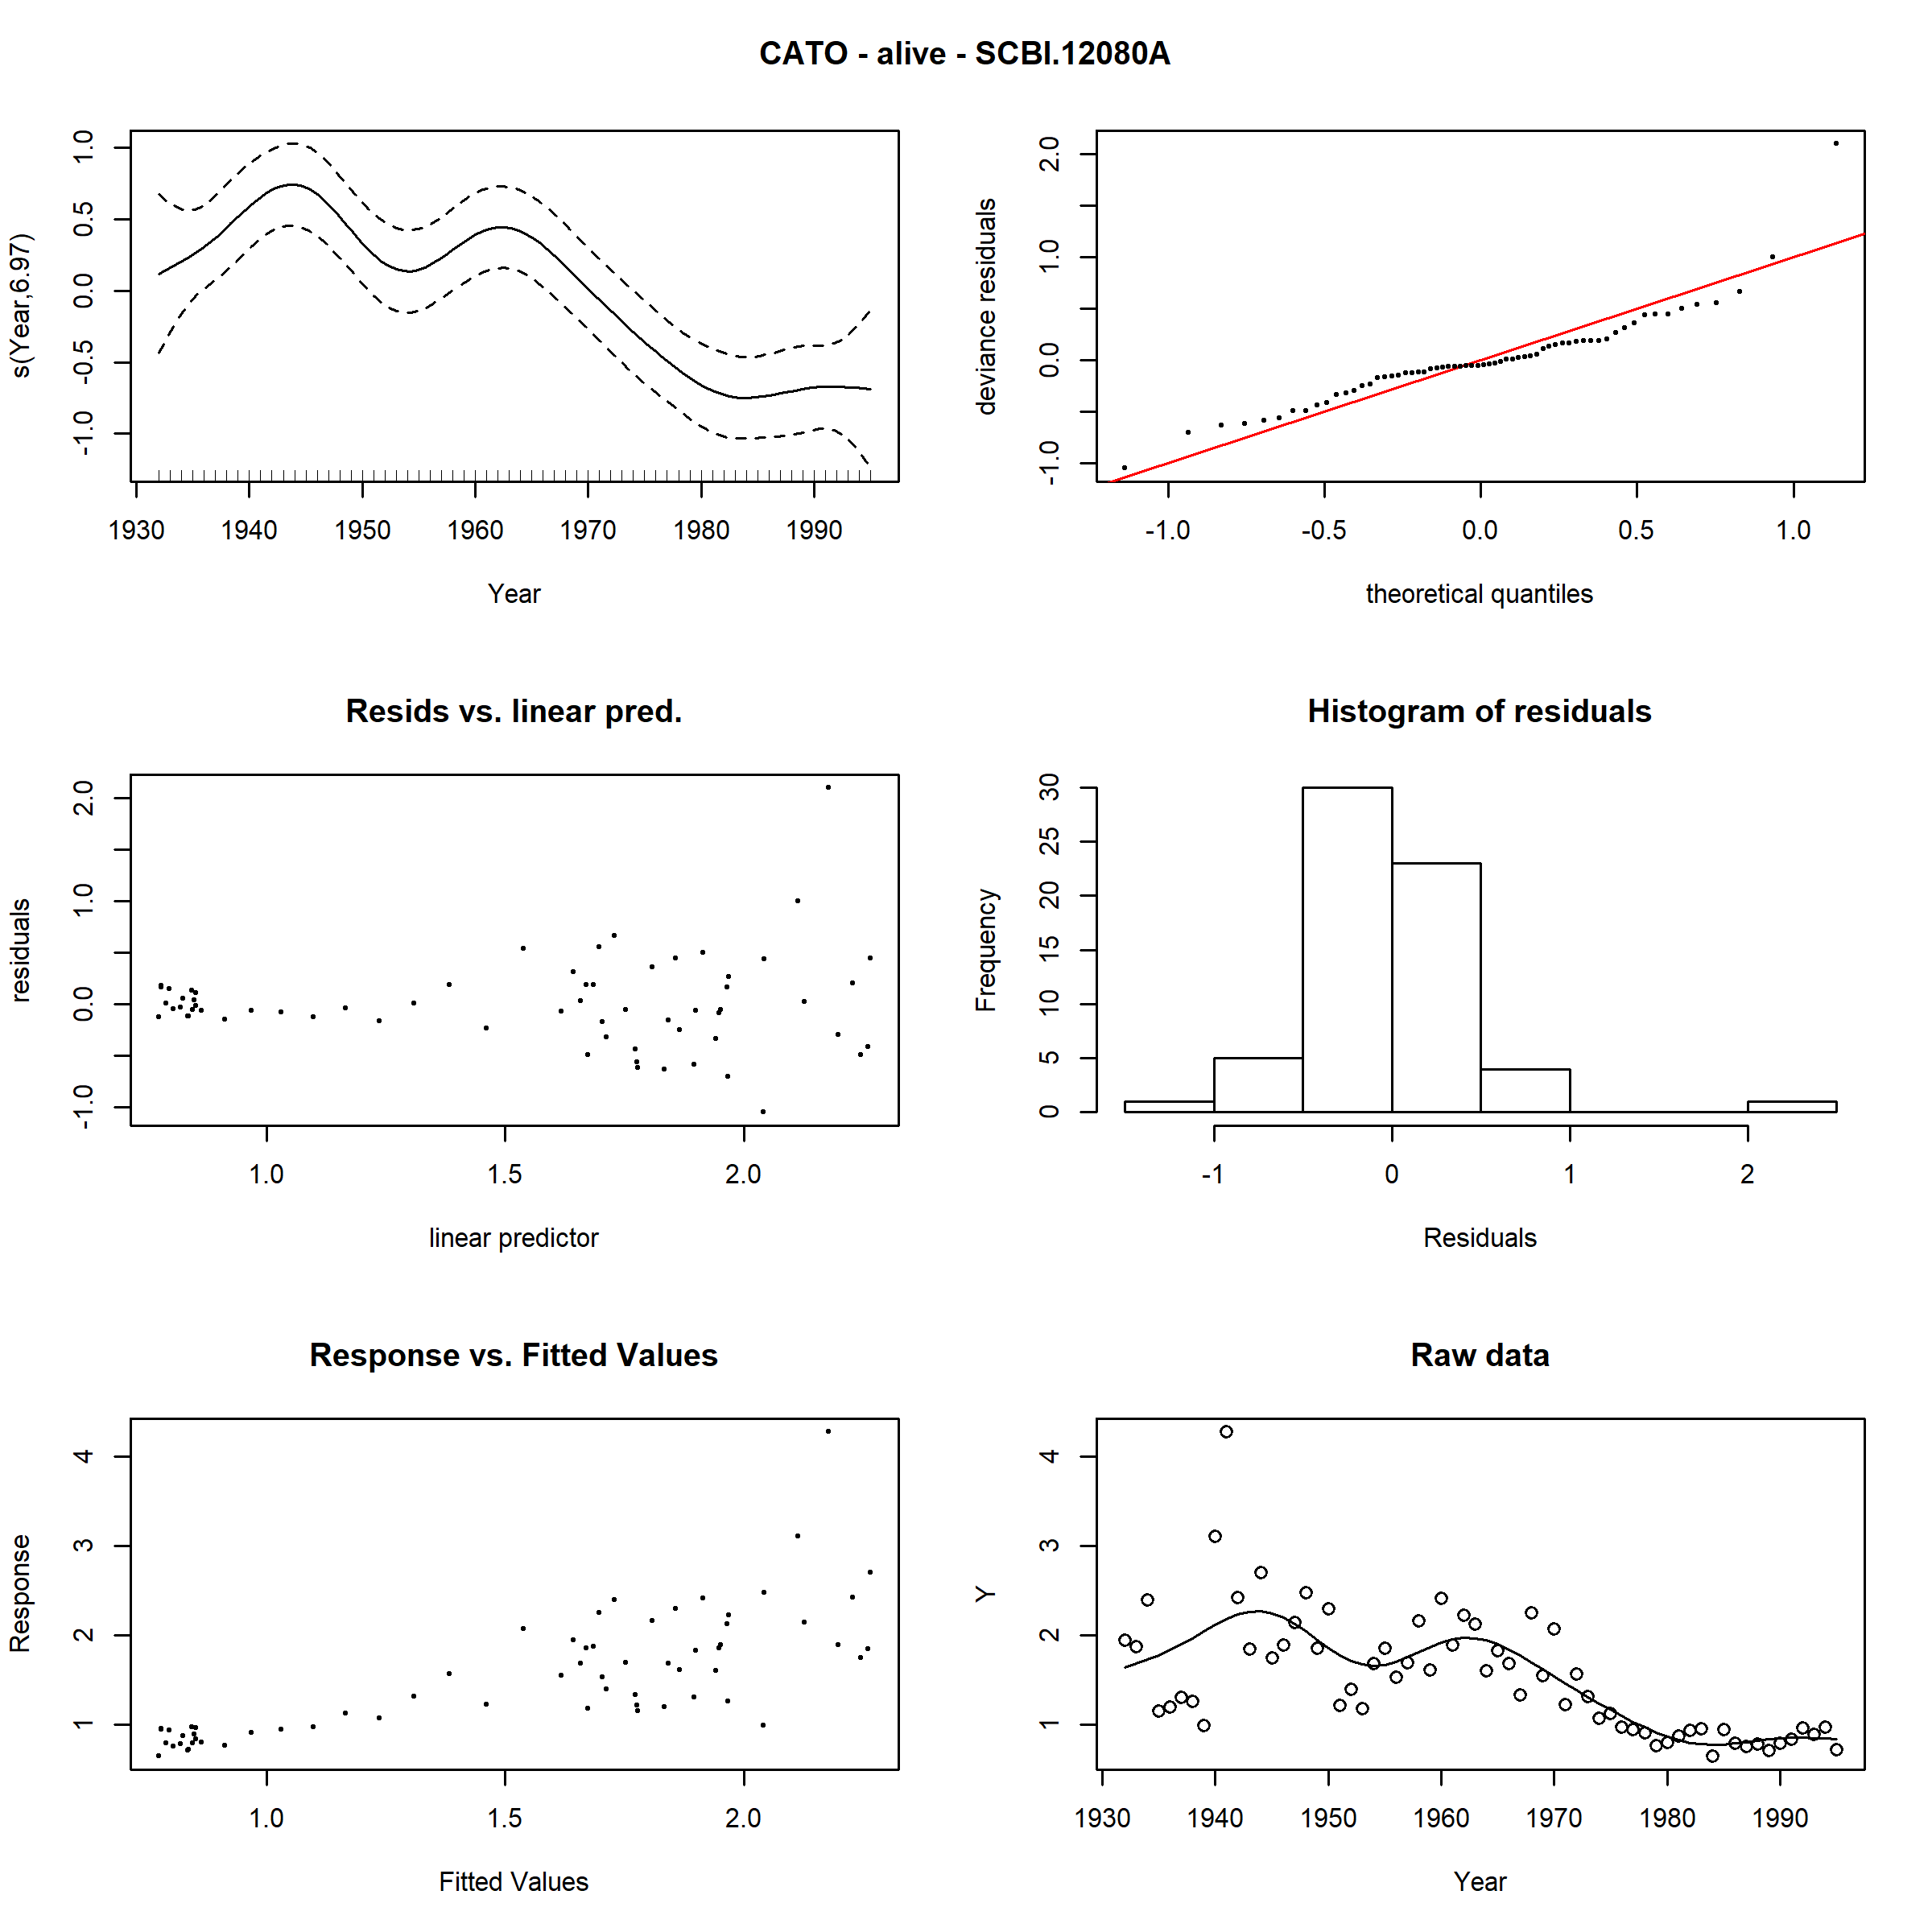 CATO - alive - SCBI.12080A
s(Year,6.97)
1.0
0.5
0.0
-0.5
-1.0
1930 1940 1950 1960 1970 1980 1990
Year
deviance residuals
2.0
1.0
0.0
-1.0
-1.0 -0.5 0.0 0.5 1.0
theoretical quantiles
Resids vs. linear pred.
residuals
2.0
1.0
0.0
-1.0
1.0 1.5 2.0
linear predictor
Histogram of residuals
Frequency
30
25
20
15
10
5
0
-1 0 1 2
Residuals
Response vs. Fitted Values
Response
4
3
2
1
1.0 1.5 2.0
Fitted Values
Raw data
Y
4
3
2
1
1930 1940 1950 1960 1970 1980 1990
Year